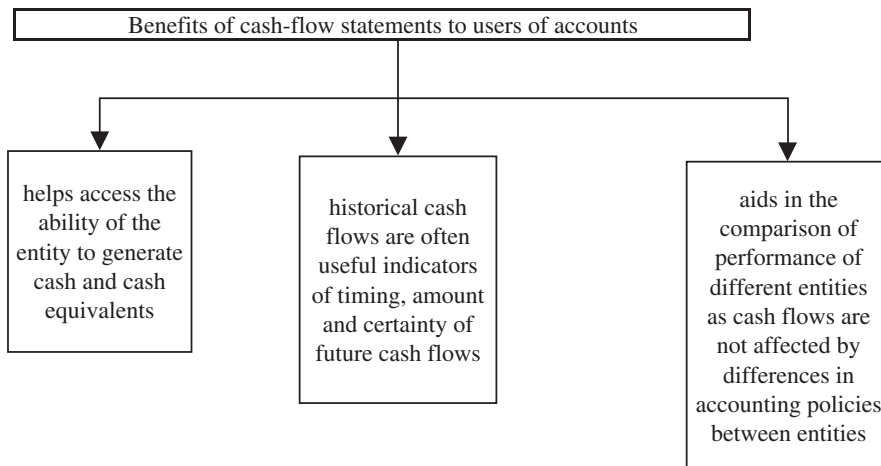 Benefits of cash-flow statements to users of accounts
helps access the
ability of the
entity to generate
cash and cash
equivalents
historical cash
flows are often
useful indicators
of timing, amount
and certainty of
future cash flows
aids in the
comparison of
performance of
different entities
as cash flows are
not affected by
differences in
accounting policies
between entities